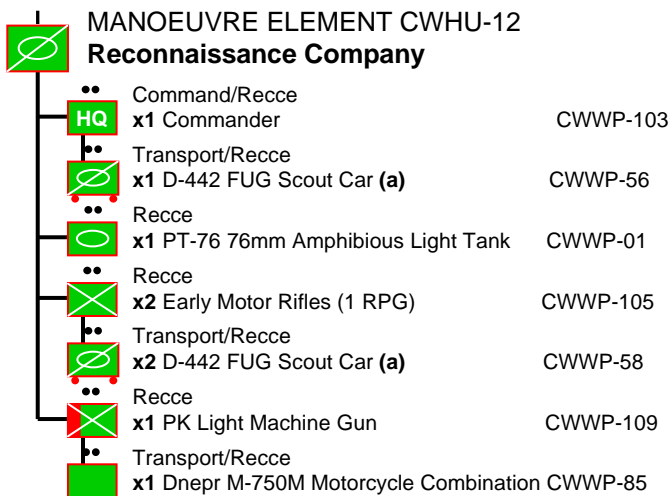 MANOEUVRE ELEMENT CWHU-12
Reconnaissance Company
Command/Recce
HQ x1 Commander CWWP-103
Transport/Recce
x1 D-442 FUG Scout Car (a) CWWP-56
Recce
x1 PT-76 76mm Amphibious Light Tank CWWP-01
Recce
x2 Early Motor Rifles (1 RPG) CWWP-105
Transport/Recce
x2 D-442 FUG Scout Car (a) CWWP-58
Recce
x1 PK Light Machine Gun CWWP-109
Transport/Recce
x1 Dnepr M-750M Motorcycle Combination CWWP-85